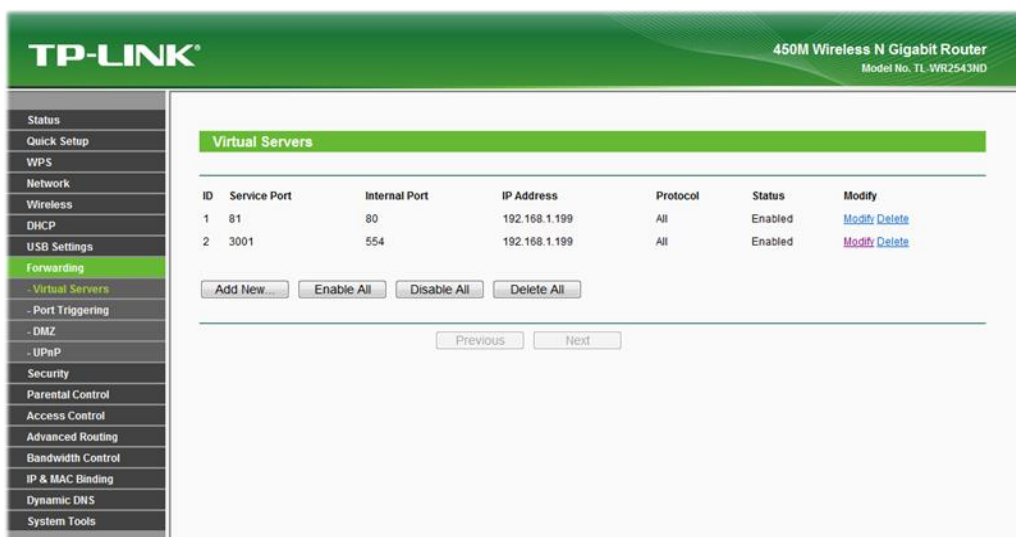 TP-LINK®
450M Wireless N Gigabit Router
Model No. TL-WR2543ND
Status
Quick Setup
WPS
Network
Wireless
DHCP
USB Settings
Forwarding
- Virtual Servers
- Port Triggering
- DMZ
- UPnP
Security
Parental Control
Access Control
Advanced Routing
Bandwidth Control
IP & MAC Binding
Dynamic DNS
System Tools
Virtual Servers
ID Service Port Internal Port IP Address Protocol Status Modify
1 81 80 192.168.1.199 All Enabled Modify Delete
2 3001 554 192.168.1.199 All Enabled Modify Delete
Add New... Enable All Disable All Delete All
Previous Next